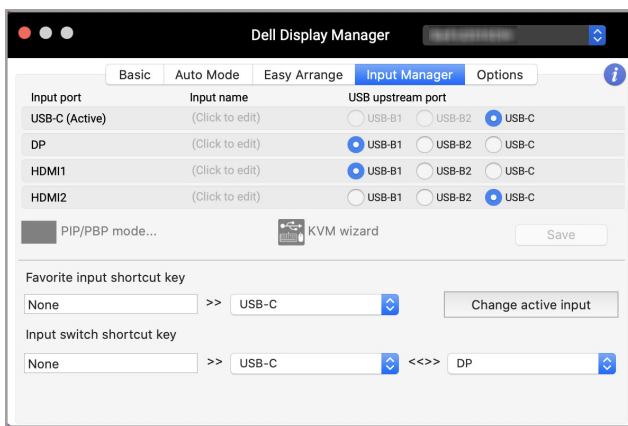 Dell Display Manager
Basic Auto Mode Easy Arrange Input Manager Options i
Input port Input name USB upstream port
USB-C (Active) (Click to edit) USB-B1 USB-B2 USB-C
DP (Click to edit) USB-B1 USB-B2 USB-C
HDMI1 (Click to edit) USB-B1 USB-B2 USB-C
HDMI2 (Click to edit) USB-B1 USB-B2 USB-C
PIP/PBP mode... KVM wizard Save
Favorite input shortcut key
None >> USB-C Change active input
Input switch shortcut key
None >> USB-C <<>> DP